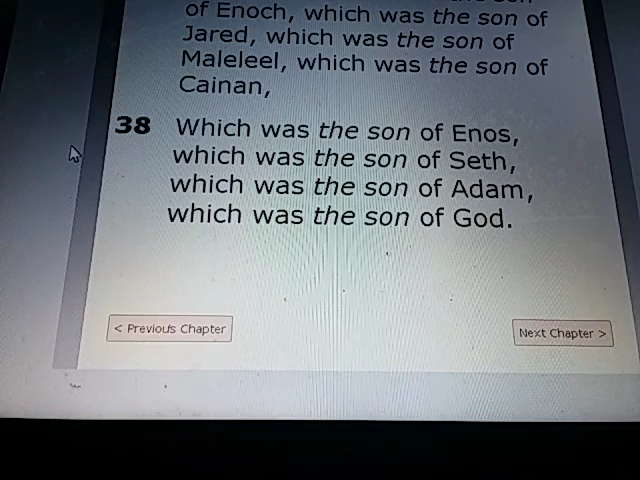 of Enoch, which was the son of
Jared, which was the son of
Maleleel, which was the son of
Cainan,
38 Which was the son of Enos,
which was the son of Seth,
which was the son of Adam,
which was the son of God.
< Previous Chapter
Next Chapter >